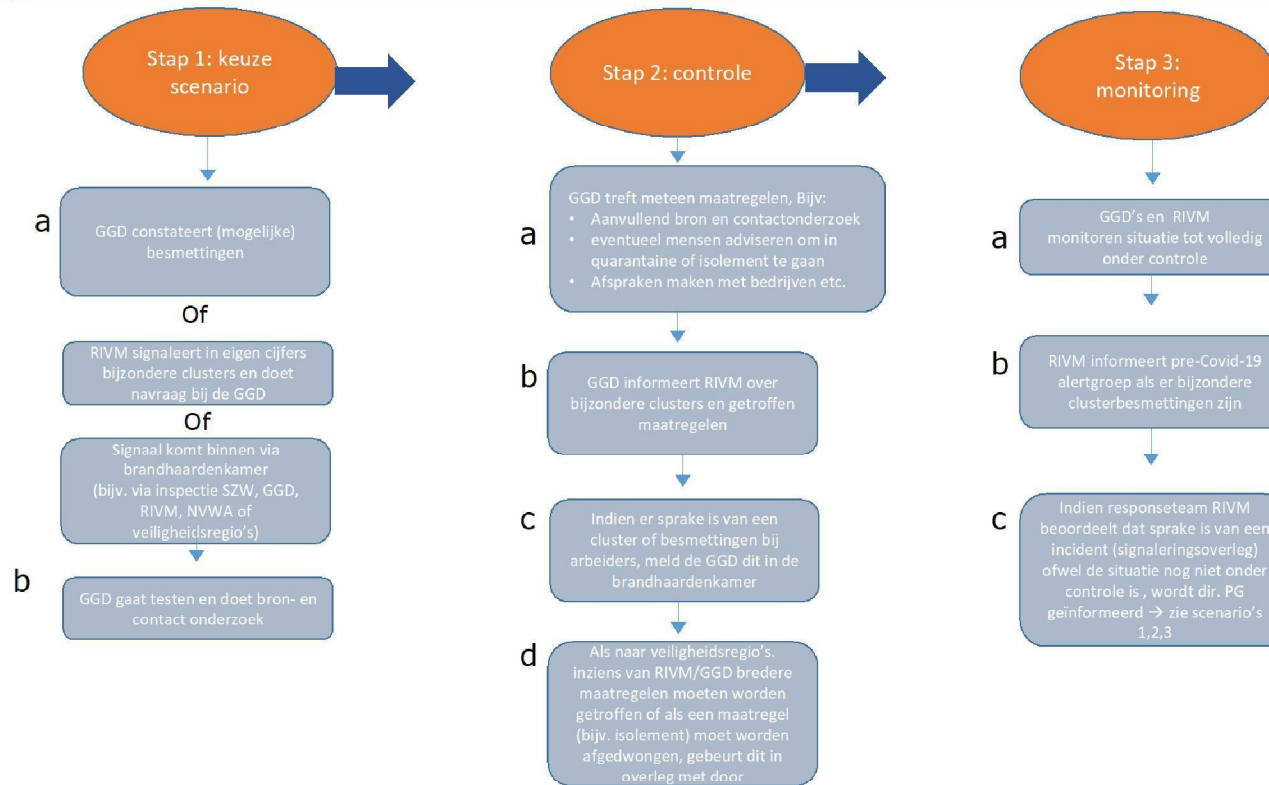 Stap 1: keuze
scenario
a
GGD constateert (mogelijke)
besmettingen
Of
RIVM signaleert in eigen cijfers
bijzondere clusters en doet
navraag bij de GGD
Of
Signaal komt binnen via
brandhaardenkamer
(bijv. via inspectie SZW, GGD,
RIVM, NVWA of
veiligheidsregio's)
b
GGD gaat testen en doet bron- en
contact onderzoek
Stap 2: controle
a
GGD treft meteen maatregelen, Bijv:
• Aanvullend bron en contactonderzoek
• eventueel mensen adviseren om in
quarantaine of isolement te gaan
• Afspraken maken met bedrijven etc.
b
GGD informeert RIVM over
bijzondere clusters en getroffen
maatregelen
c
Indien er sprake is van een
cluster of besmettingen bij
arbeiders, meld de GGD dit in de
brandhaardenkamer
d
Als naar veiligheidsregio's.
inziens van RIVM/GGD bredere
maatregelen moeten worden
getroffen of als een maatregel
(bijv. isolement) moet worden
afgedwongen, gebeurt dit in
overleg met door
Stap 3:
monitoring
a
GGD's en RIVM
monitoren situatie tot volledig
onder controle
b
RIVM informeert pre-Covid-19
alertgroep als er bijzondere
clusterbesmettingen zijn
c
Indien responseteam RIVM
beoordeelt dat sprake is van een
incident (signaleringsoverleg)
ofwel de situatie nog niet onder
controle is , wordt dir. PG
geïnformeerd → zie scenario's
1,2,3